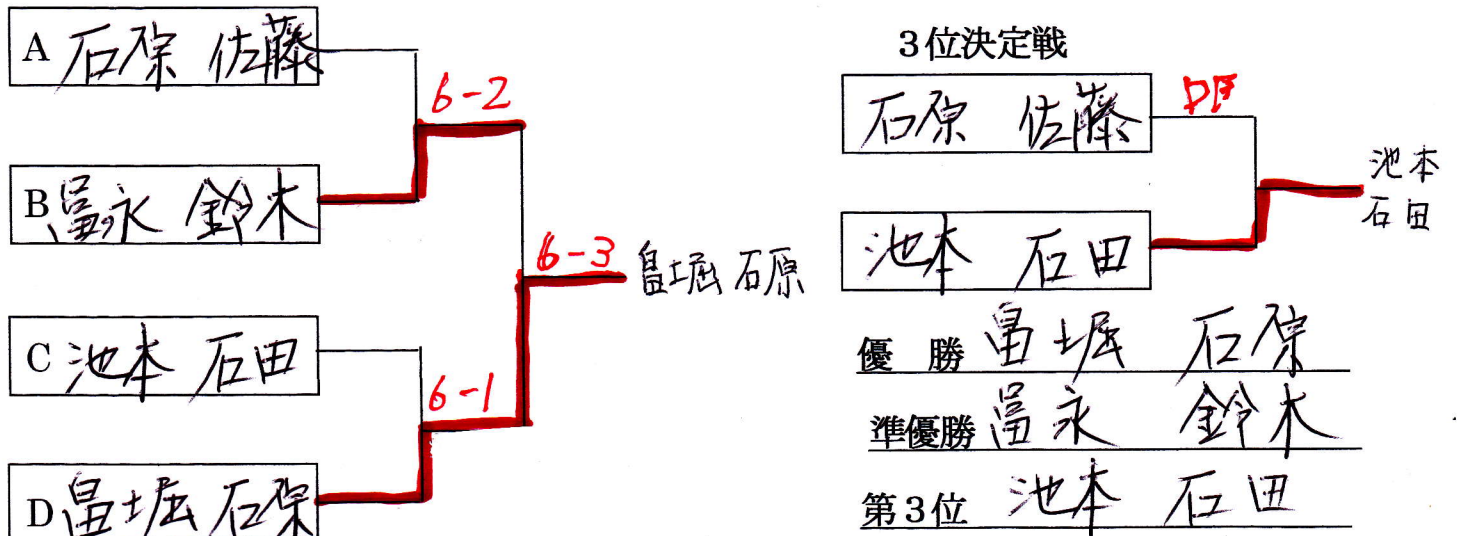 A 石原 佐藤
6-2
B 富永 鈴木
6-3
畠堀 石原
C 池本 石田
6-1
D 畠堀 石原
3位決定戦
石原 佐藤
池本 石田
池本
石田
優 勝 畠堀 石原
準優勝 富永 鈴木
第3位 池本 石田